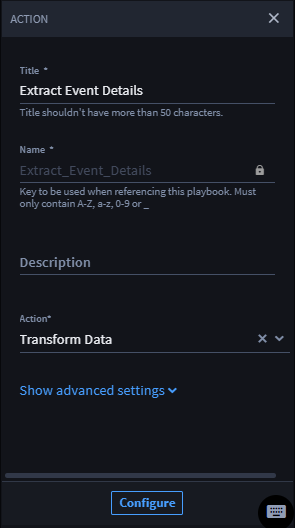 ACTION
Title *
Extract Event Details
Title shouldn't have more than 50 characters.
Name *
Extract_Event_Details
Key to be used when referencing this playbook. Must
only contain A-Z, a-z, 0-9 or _
Description
Action*
Transform Data
Show advanced settings
Configure